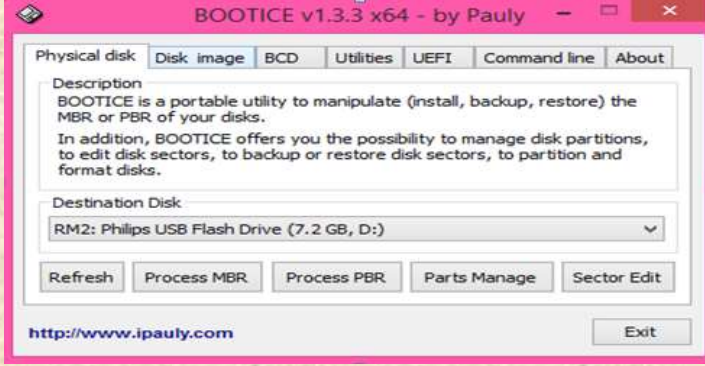 BOOTICE v1.3.3 x64 - by Pauly
Physical disk Disk image BCD Utilities UEFI Command line About
Description
BOOTICE is a portable utility to manipulate (install, backup, restore) the
MBR or PBR of your disks.
In addition, BOOTICE offers you the possibility to manage disk partitions,
to edit disk sectors, to backup or restore disk sectors, to partition and
format disks.
Destination Disk
RM2: Philips USB Flash Drive (7.2 GB, D:)
Refresh Process MBR Process PBR Parts Manage Sector Edit
http://www.ipauly.com Exit